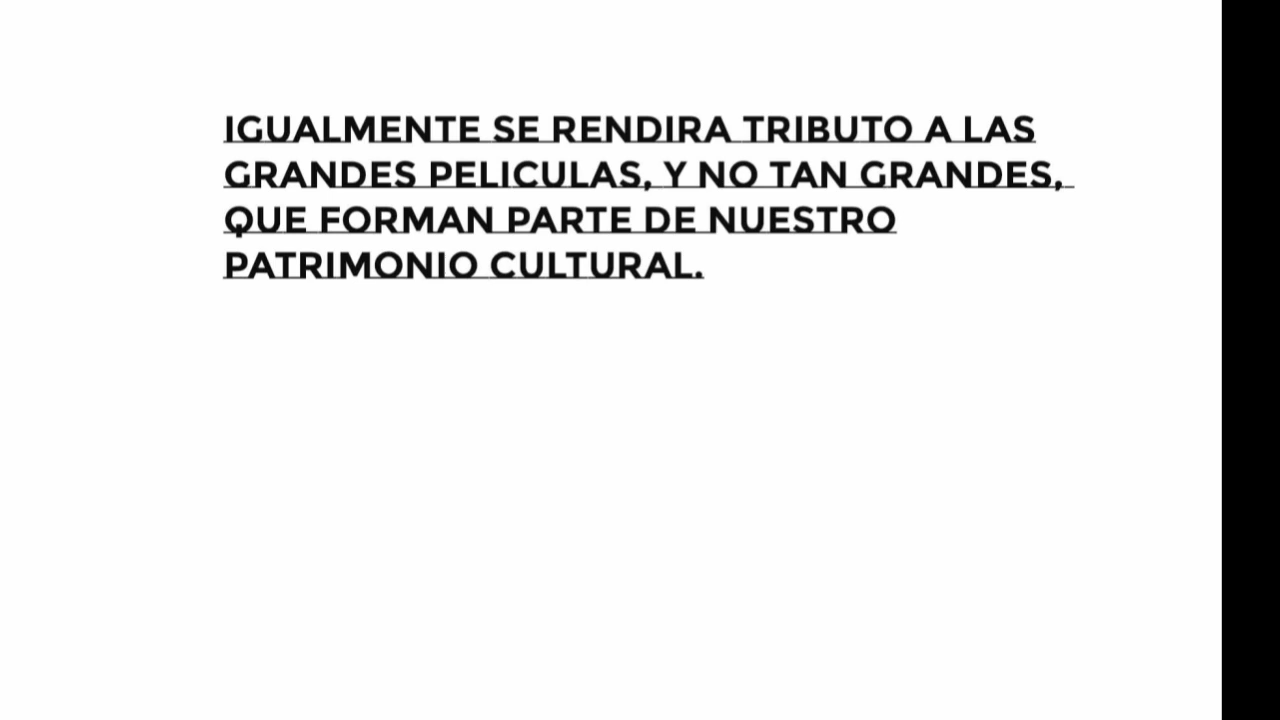 IGUALMENTE SE RENDIRA TRIBUTO A LAS
GRANDES PELICULAS, Y NO TAN GRANDES,
QUE FORMAN PARTE DE NUESTRO
PATRIMONIO CULTURAL.